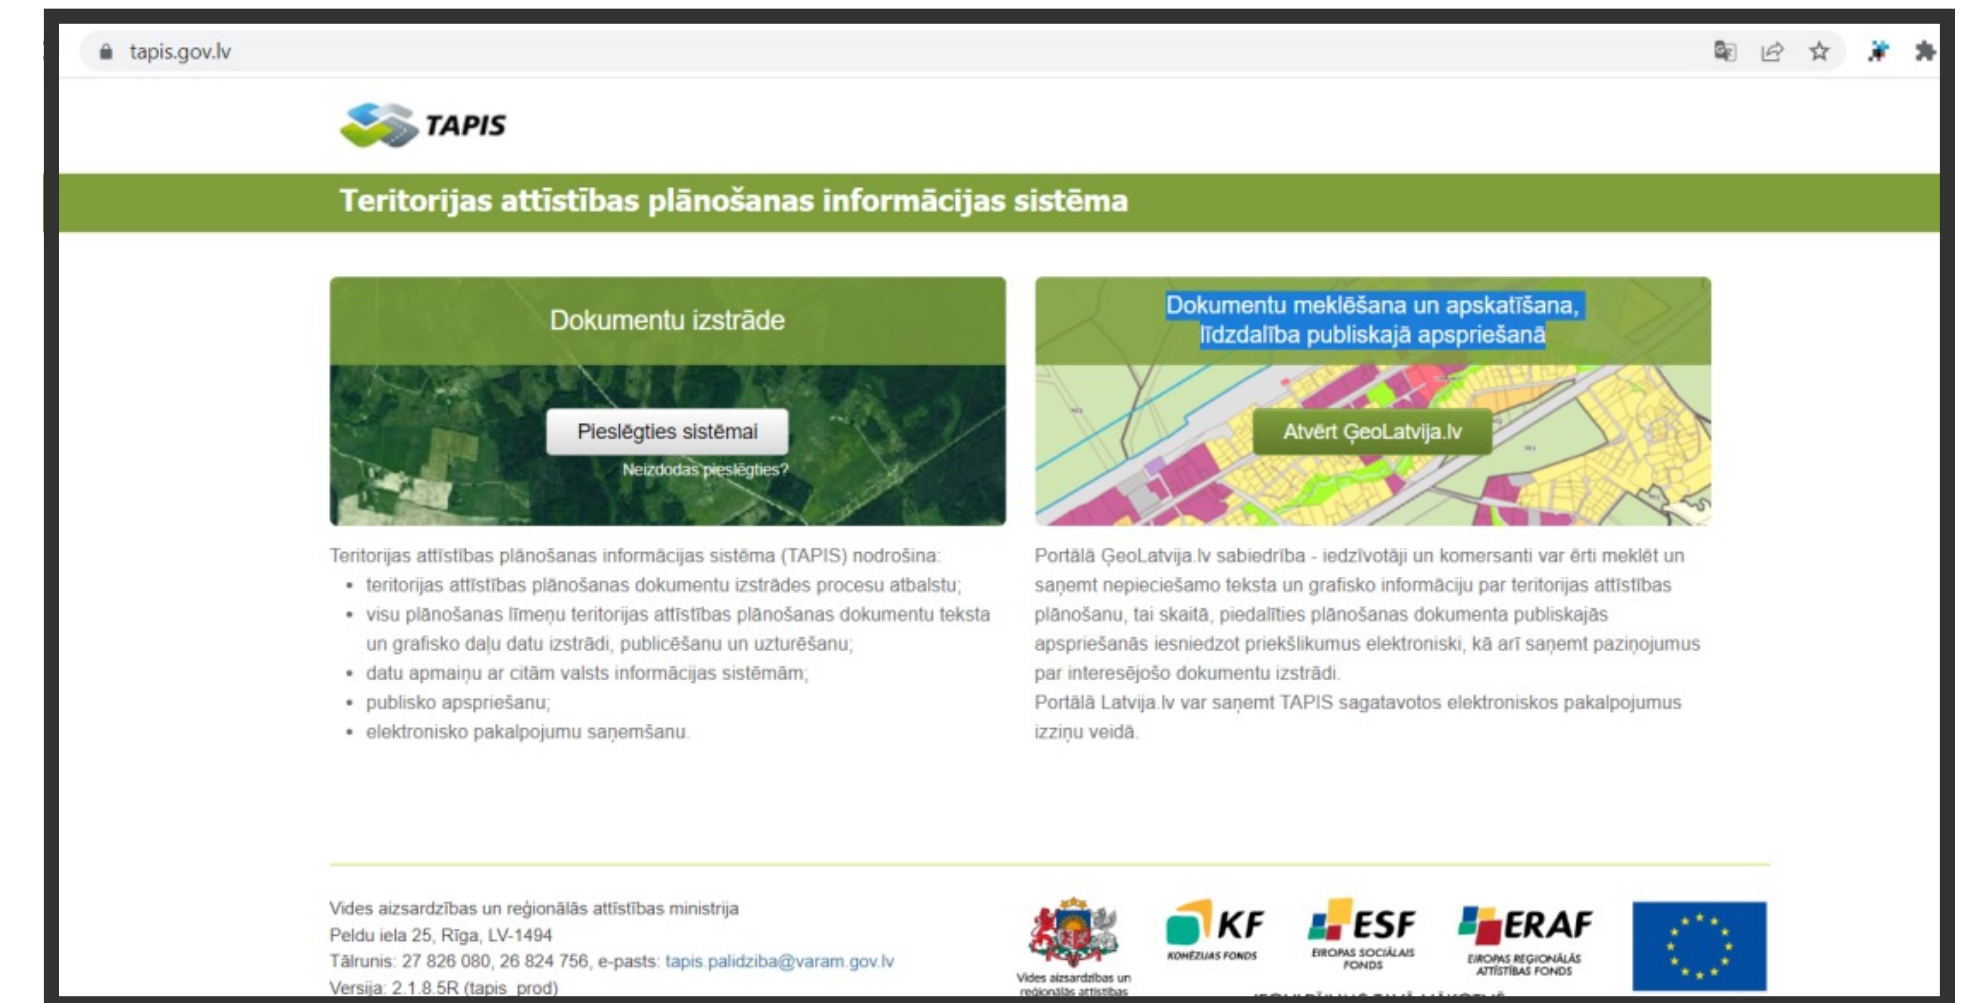 tapis.gov.lv
TAPIS
Teritorijas attīstības plānošanas informācijas sistēma
Dokumentu izstrāde
Pieslēgties sistēmai
Neizdodas pieslēgties?
Teritorijas attīstības plānošanas informācijas sistēma (TAPIS) nodrošina:
• teritorijas attīstības plānošanas dokumentu izstrādes procesu atbalstu;
• visu plānošanas līmeņu teritorijas attīstības plānošanas dokumentu teksta
un grafisko daļu datu izstrādi, publicēšanu un uzturēšanu;
• datu apmaiņu ar citām valsts informācijas sistēmām;
• publisko apspriešanu;
• elektronisko pakalpojumu saņemšanu.
Dokumentu meklēšana un apskatīšana,
līdzdalība publiskajā apspriešanā
Atvērt ĢeoLatvija.lv
Portālā ĢeoLatvija.lv sabiedrība - iedzīvotāji un komersanti var ērti meklēt un
saņemt nepieciešamo teksta un grafisko informāciju par teritorijas attīstības
plānošanu, tai skaitā, piedalīties plānošanas dokumenta publiskajās
apspriešanās iesniedzot priekšlikumus elektroniski, kā arī saņemt paziņojumus
par interesējošo dokumentu izstrādi.
Portālā Latvija.lv var saņemt TAPIS sagatavotos elektroniskos pakalpojumus
izziņu veidā.
Vides aizsardzības un reģionālās attīstības ministrija
Peldu iela 25, Rīga, LV-1494
Tālrunis: 27 826 080, 26 824 756, e-pasts: tapis.palidziba@varam.gov.lv
Versija: 2.1.8.5R (tapis_prod)
Vides aizsardzības un
reģionālās attīstības
KF
KOHĒZIJAS FONDS
ESF
EIROPAS SOCIĀLAIS
FONDS
ERAF
EIROPAS REĢIONĀLĀS
ATTĪSTĪBAS FONDS